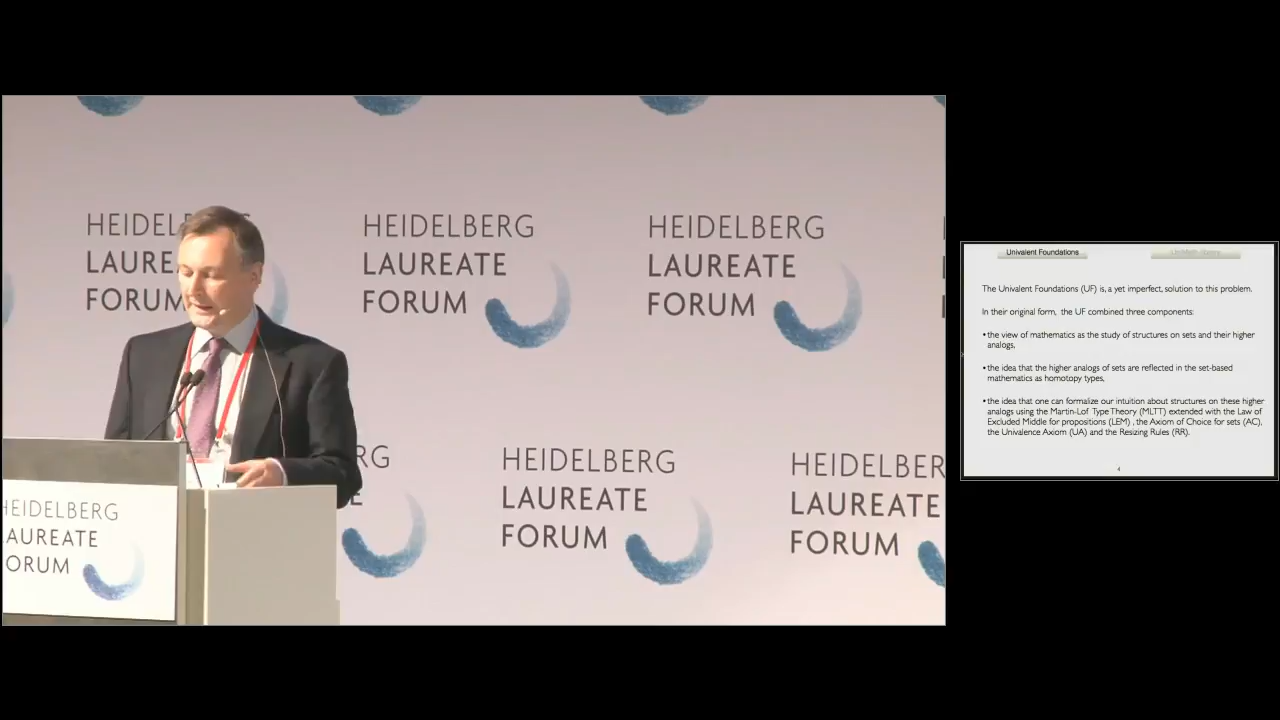 HEIDELBERG
LAUREATE
FORUM
HEIDELBERG
LAUREATE
FORUM
HEIDELBERG
LAUREATE
FORUM
HEIDELBERG
LAUREATE
FORUM
HEIDELBER
LAUREATE
FORUM
RG
E
HEIDELBERG
AUREATE
ORUM
Univalent Foundations
The Univalent Foundations (UF) is, a yet imperfect, solution to this problem.
In their original form, the UF combined three components:
• the view of mathematics as the study of structures on sets and their higher
analogs,
• the idea that the higher analogs of sets are reflected in the set-based
mathematics as homotopy types,
• the idea that one can formalize our intuition about structures on these higher
analogs using the Martin-Lof Type Theory (MLTT) extended with the Law of
Excluded Middle for propositions (LEM) , the Axiom of Choice for sets (AC),
the Univalence Axiom (UA) and the Resizing Rules (RR).
4